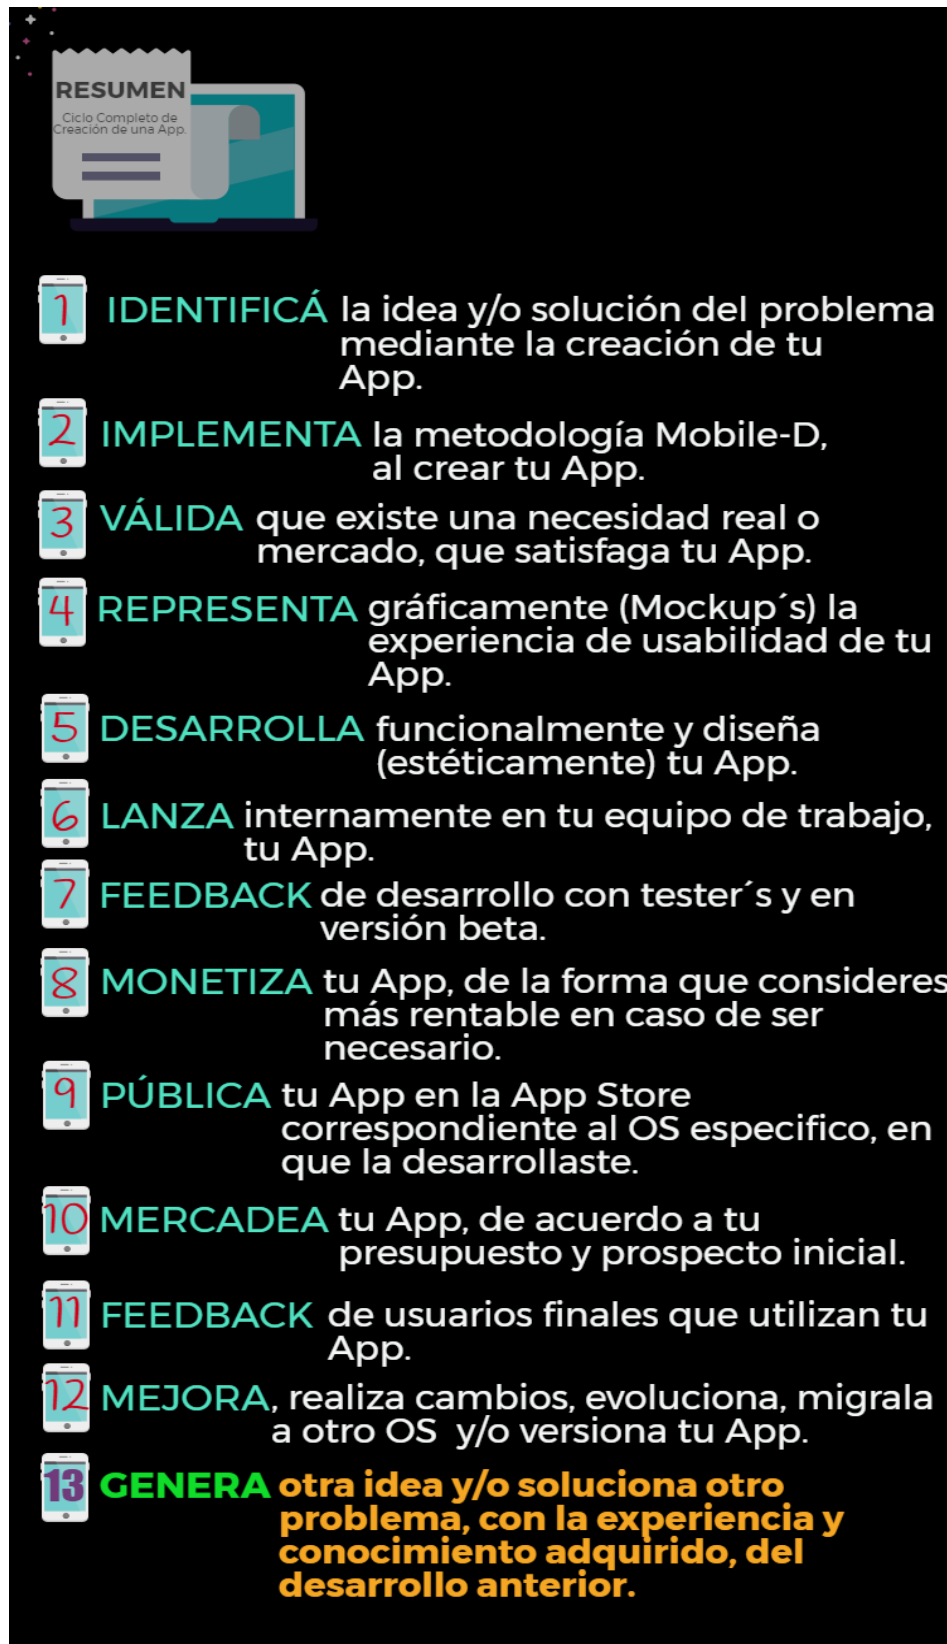 RESUMEN
Ciclo Completo de
Creación de una App.
1 IDENTIFICÁ la idea y/o solución del problema
mediante la creación de tu
App.
2 IMPLEMENTA la metodología Mobile-D,
al crear tu App.
3 VÁLIDA que existe una necesidad real o
mercado, que satisfaga tu App.
4 REPRESENTA gráficamente (Mockup´s) la
experiencia de usabilidad de tu
App.
5 DESARROLLA funcionalmente y diseña
(estéticamente) tu App.
6 LANZA internamente en tu equipo de trabajo,
tu App.
7 FEEDBACK de desarrollo con tester´s y en
versión beta.
8 MONETIZA tu App, de la forma que consideres
más rentable en caso de ser
necesario.
9 PÚBLICA tu App en la App Store
correspondiente al OS especifico, en
que la desarrollaste.
10 MERCADEA tu App, de acuerdo a tu
presupuesto y prospecto inicial.
11 FEEDBACK de usuarios finales que utilizan tu
App.
12 MEJORA, realiza cambios, evoluciona, migrala
a otro OS y/o versiona tu App.
13 GENERA otra idea y/o soluciona otro
problema, con la experiencia y
conocimiento adquirido, del
desarrollo anterior.